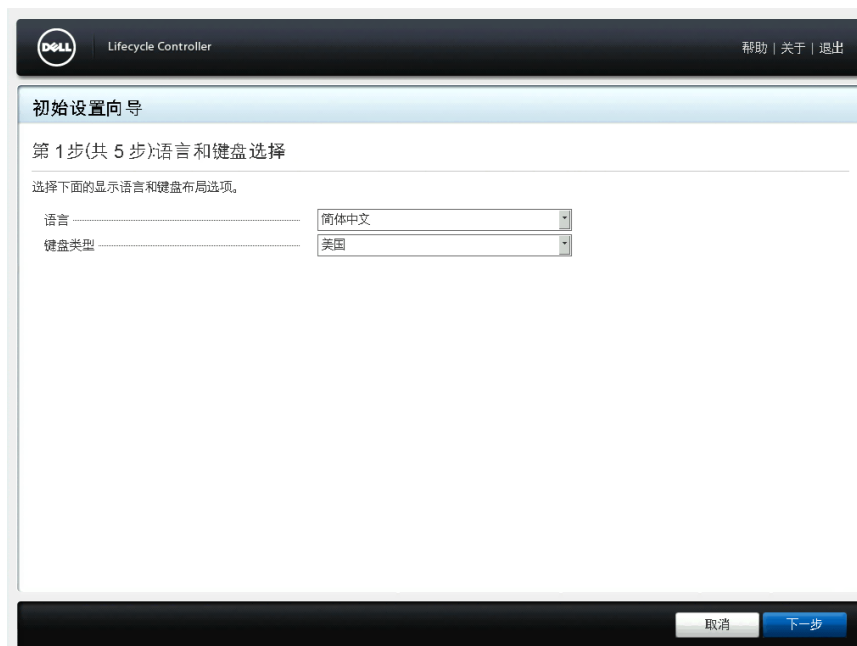 DELL
Lifecycle Controller
帮助 | 关于 | 退出
初始设置向导
第 1步(共 5 步):语言和键盘选择
选择下面的显示语言和键盘布局选项。
语言
简体中文
键盘类型
美国
取消
下一步